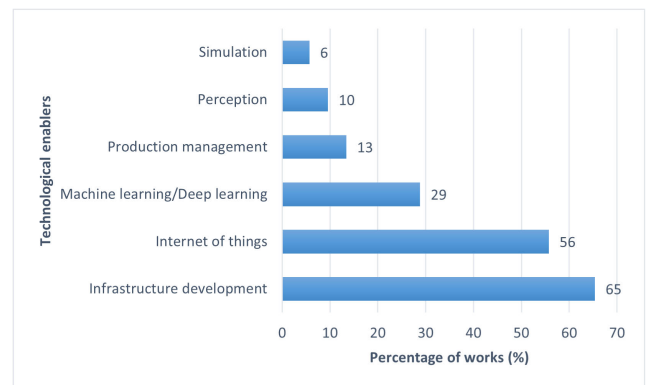 Technological enablers
Simulation 6
Perception 10
Production management 13
Machine learning/Deep learning 29
Internet of things 56
Infrastructure development 65
0 10 20 30 40 50 60 70
Percentage of works (%)